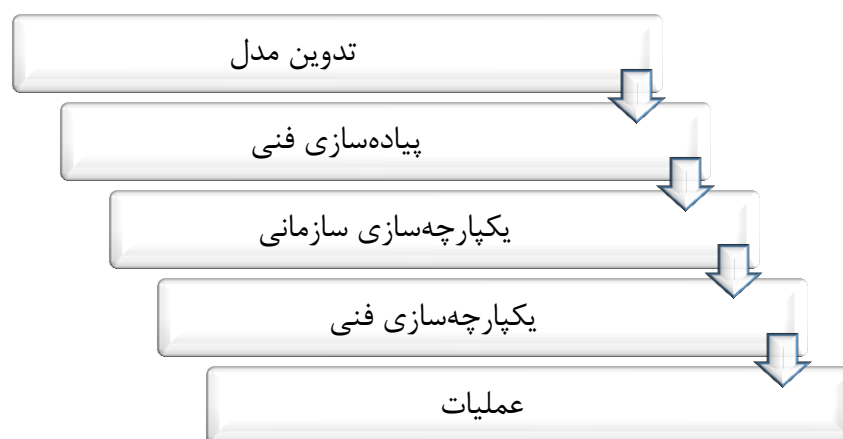 تدوین مدل
پیاده‌سازی فنی
یکپارچه‌سازی سازمانی
یکپارچه‌سازی فنی
عملیات